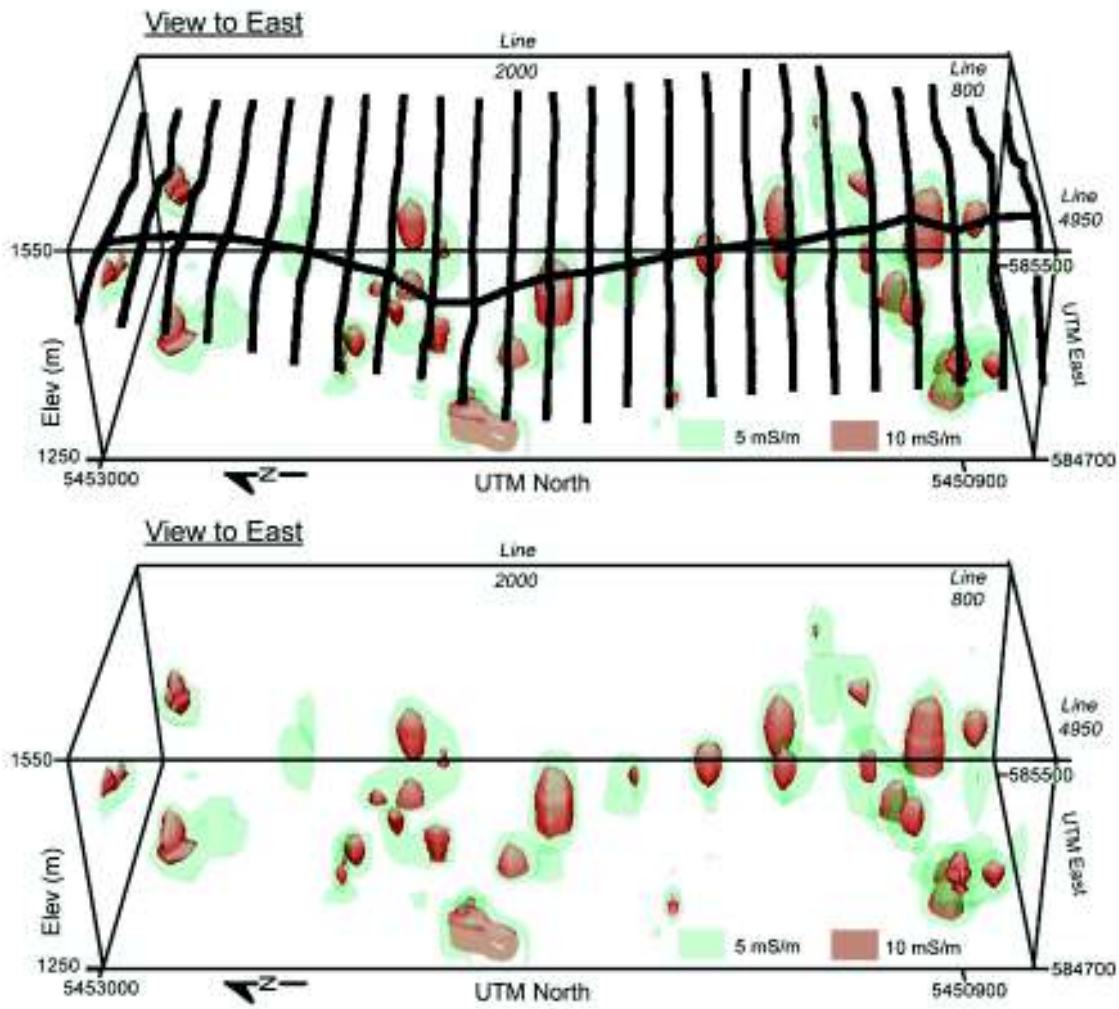 View to East
Line
2000
Line
800
Line
4950
1550
585500
UTM East
Elev (m)
5 mS/m
10 mS/m
1250
584700
5453000
N
UTM North
5450900
View to East
Line
2000
Line
800
Line
4950
1550
585500
UTM East
Elev (m)
5 mS/m
10 mS/m
1250
584700
5453000
N
UTM North
5450900